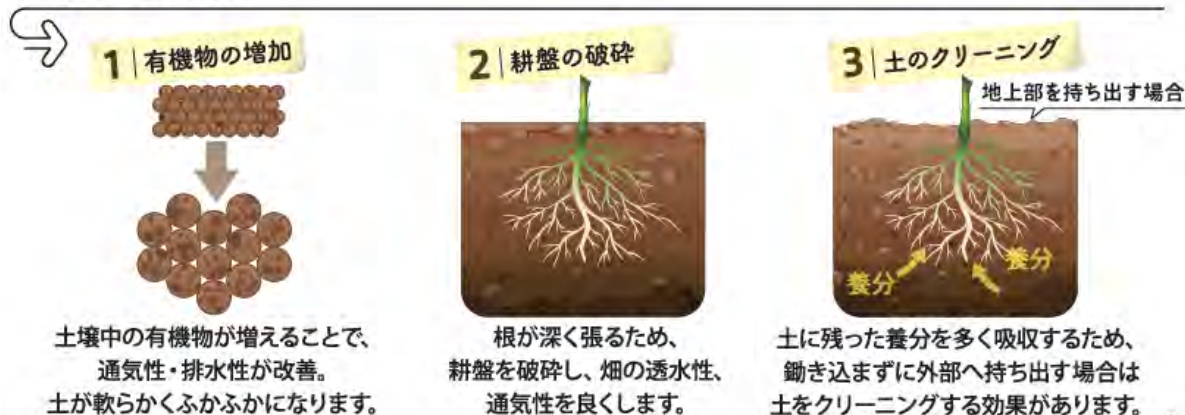 1 有機物の増加
土壌中の有機物が増えることで、
通気性・排水性が改善。
土が軟らかくふかふかになります。
2 耕盤の破砕
根が深く張るため、
耕盤を破砕し、畑の透水性、
通気性を良くします。
3 土のクリーニング
地上部を持ち出す場合
養分
養分
土に残った養分を多く吸収するため、
鋤き込まずに外部へ持ち出す場合は
土をクリーニングする効果があります。